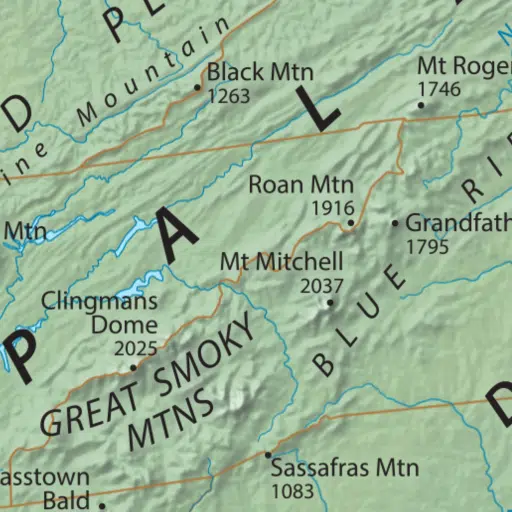 P L
Black Mtn
1263
Mt Roger
1746
D
ine Mountain
L
RI
Roan Mtn
1916
Grandfath
1795
Mtn
A
Mt Mitchell
2037
BLUE
Clingmans
Dome
2025
P
GREAT SMOKY
MTNS
D
Sassafras Mtn
1083
asstown
Bald